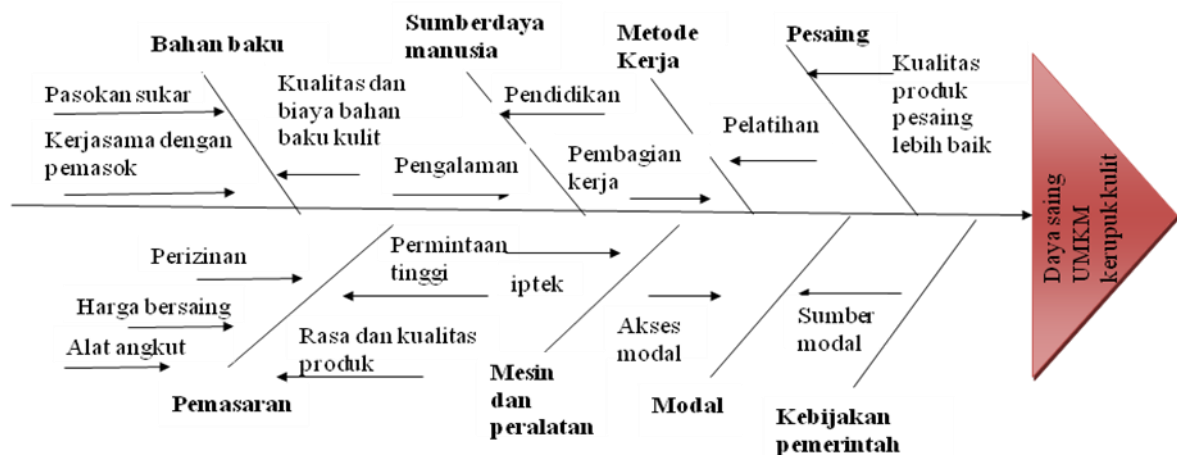 Bahan baku
Sumberdaya
manusia
Metode
Kerja
Pesaing
Pasokan sukar
Kerjasama dengan
pemasok
Kualitas dan
biaya bahan
baku kulit
Pendidikan
Pengalaman
Pembagian
kerja
Pelatihan
Kualitas
produk
pesaing
lebih baik
Daya saing
UMKM
kerupuk kulit
Perizinan
Harga bersaing
Alat angkut
Permintaan
tinggi
Rasa dan kualitas
produk
iptek
Akses
modal
Sumber
modal
Pemasaran
Mesin
dan
peralatan
Modal
Kebijakan
pemerintah